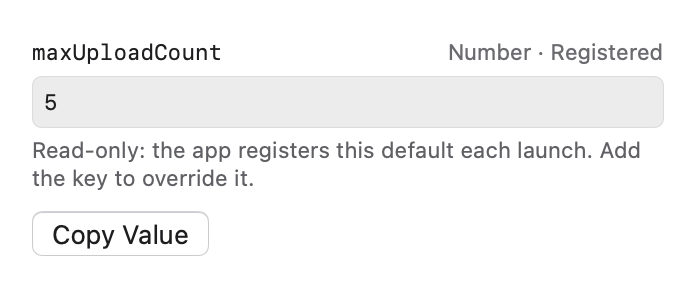 maxUploadCount Number · Registered
5
Read-only: the app registers this default each launch. Add
the key to override it.
Copy Value